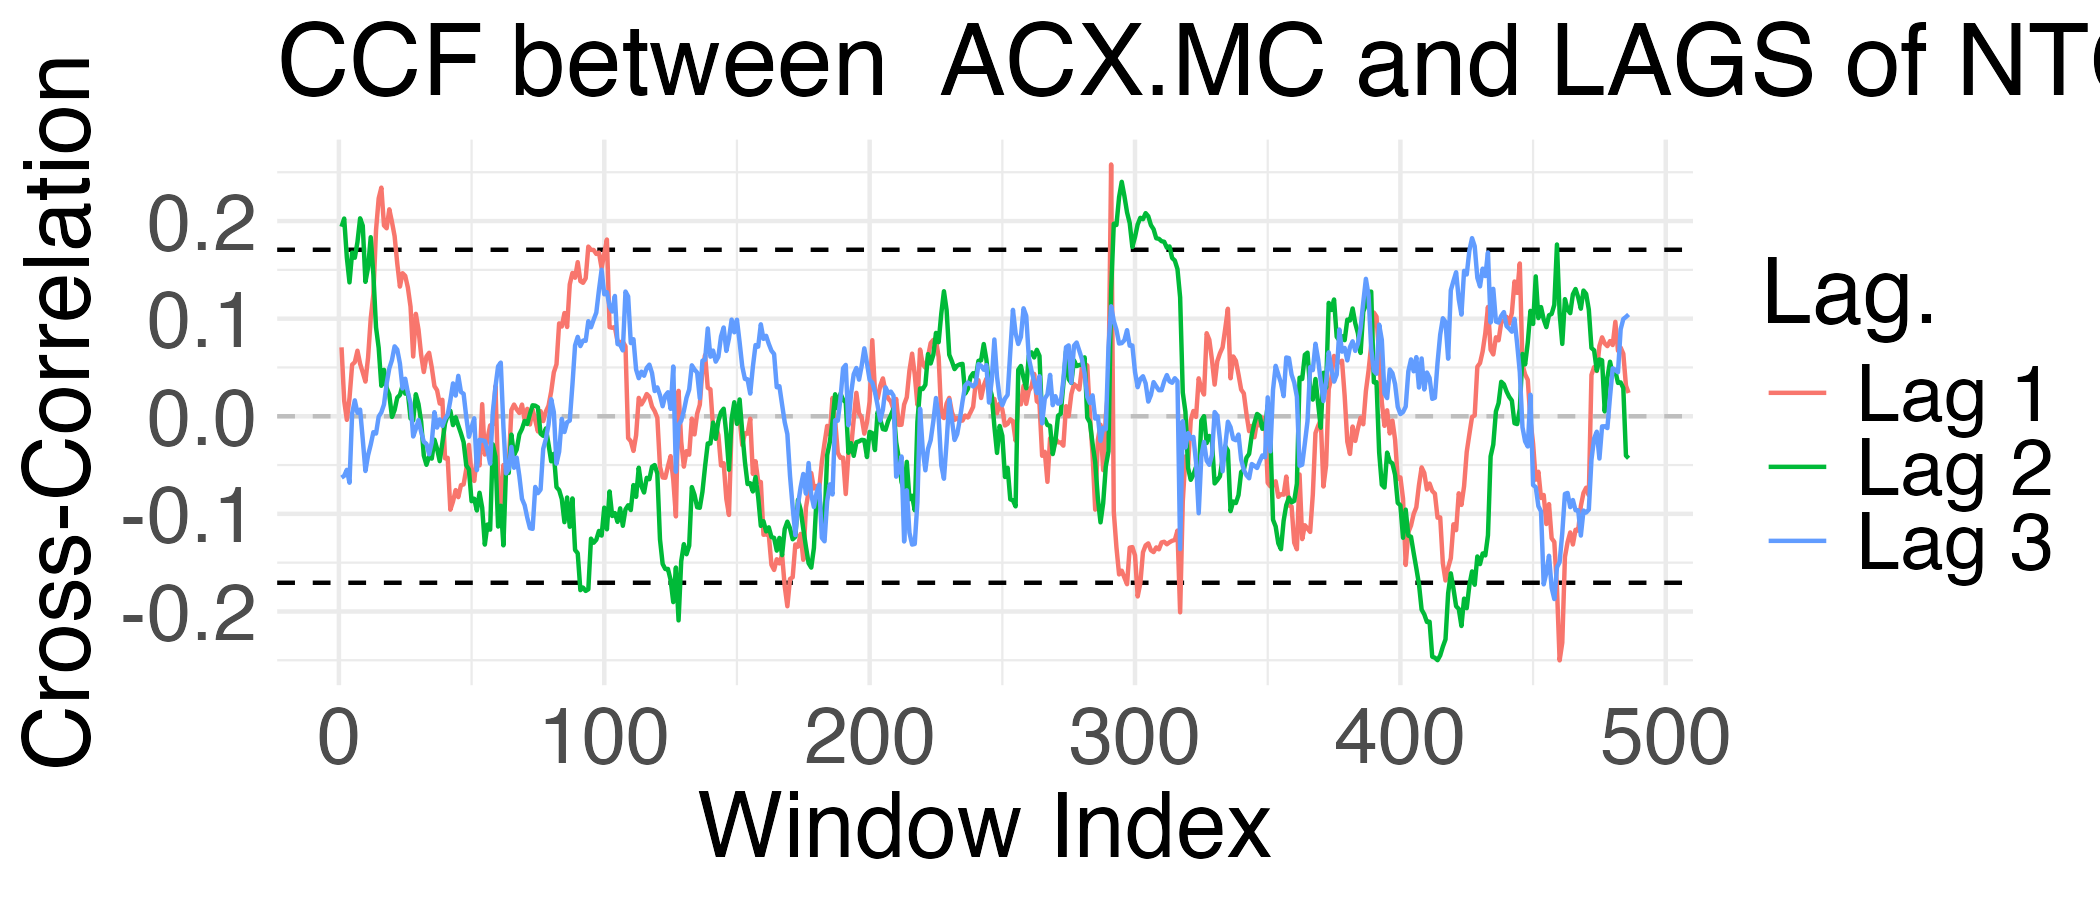 CCF between ACX.MC and LAGS of NT
Cross-Correlation
0.2
0.1
0.0
-0.1
-0.2
0 100 200 300 400 500
Window Index
Lag.
Lag 1
Lag 2
Lag 3